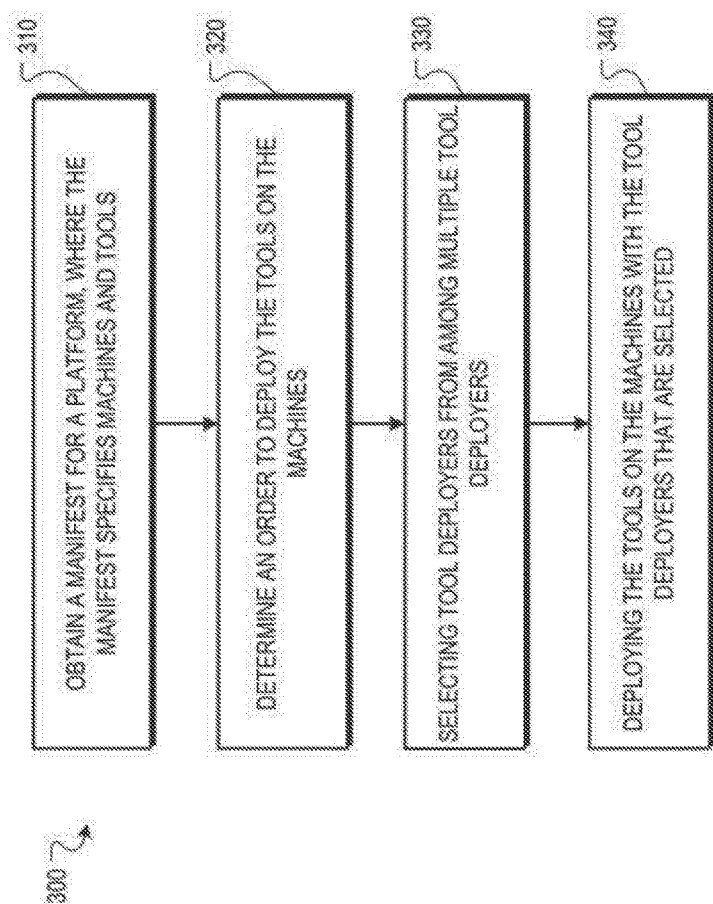 300
310
OBTAIN A MANIFEST FOR A PLATFORM, WHERE THE
MANIFEST SPECIFIES MACHINES AND TOOLS
320
DETERMINE AN ORDER TO DEPLOY THE TOOLS ON THE
MACHINES
330
SELECTING TOOL DEPLOYERS FROM AMONG MULTIPLE TOOL
DEPLOYERS
340
DEPLOYING THE TOOLS ON THE MACHINES WITH THE TOOL
DEPLOYERS THAT ARE SELECTED